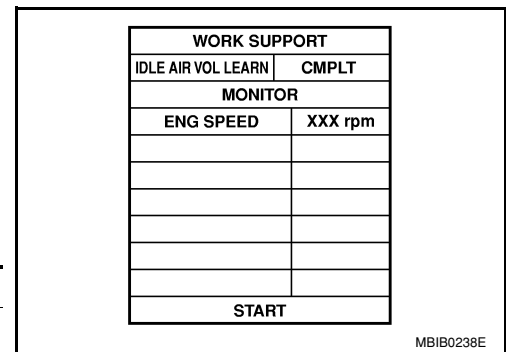 WORK SUPPORT
IDLE AIR VOL LEARN CMPLT
MONITOR
ENG SPEED XXX rpm
START
MBIB0238E